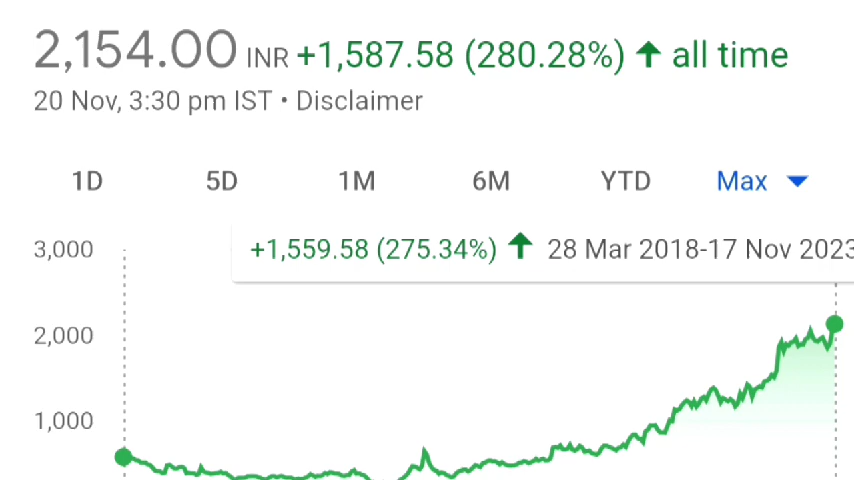 2,154.00 INR +1,587.58 (280.28%) ↑ all time
20 Nov, 3:30 pm IST • Disclaimer
1D 5D 1M 6M YTD Max
+1,559.58 (275.34%) ↑ 28 Mar 2018-17 Nov 2023
3,000
2,000
1,000